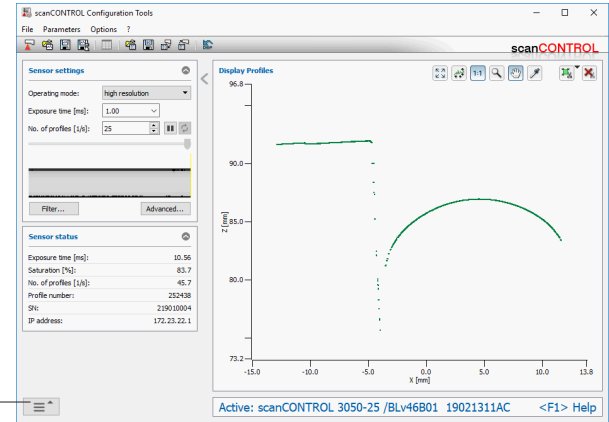 scanCONTROL Configuration Tools
File Parameters Options ?
scanCONTROL
Sensor settings
Operating mode: high resolution
Exposure time [ms]: 1.00
No. of profiles [1/s]: 25
Filter... Advanced...
Sensor status
Exposure time [ms]: 10.56
Saturation [%]: 83.7
No. of profiles [1/s]: 45.7
Profile number: 252438
SN: 219010004
IP address: 172.23.22.1
Display Profiles
1:1
96.8
90.0
Z [mm]
85.0
80.0
73.2
-15.0 -10.0 -5.0 0.0 5.0 10.0 13.8
X [mm]
Active: scanCONTROL 3050-25 /BLv46B01 19021311AC <F1> Help